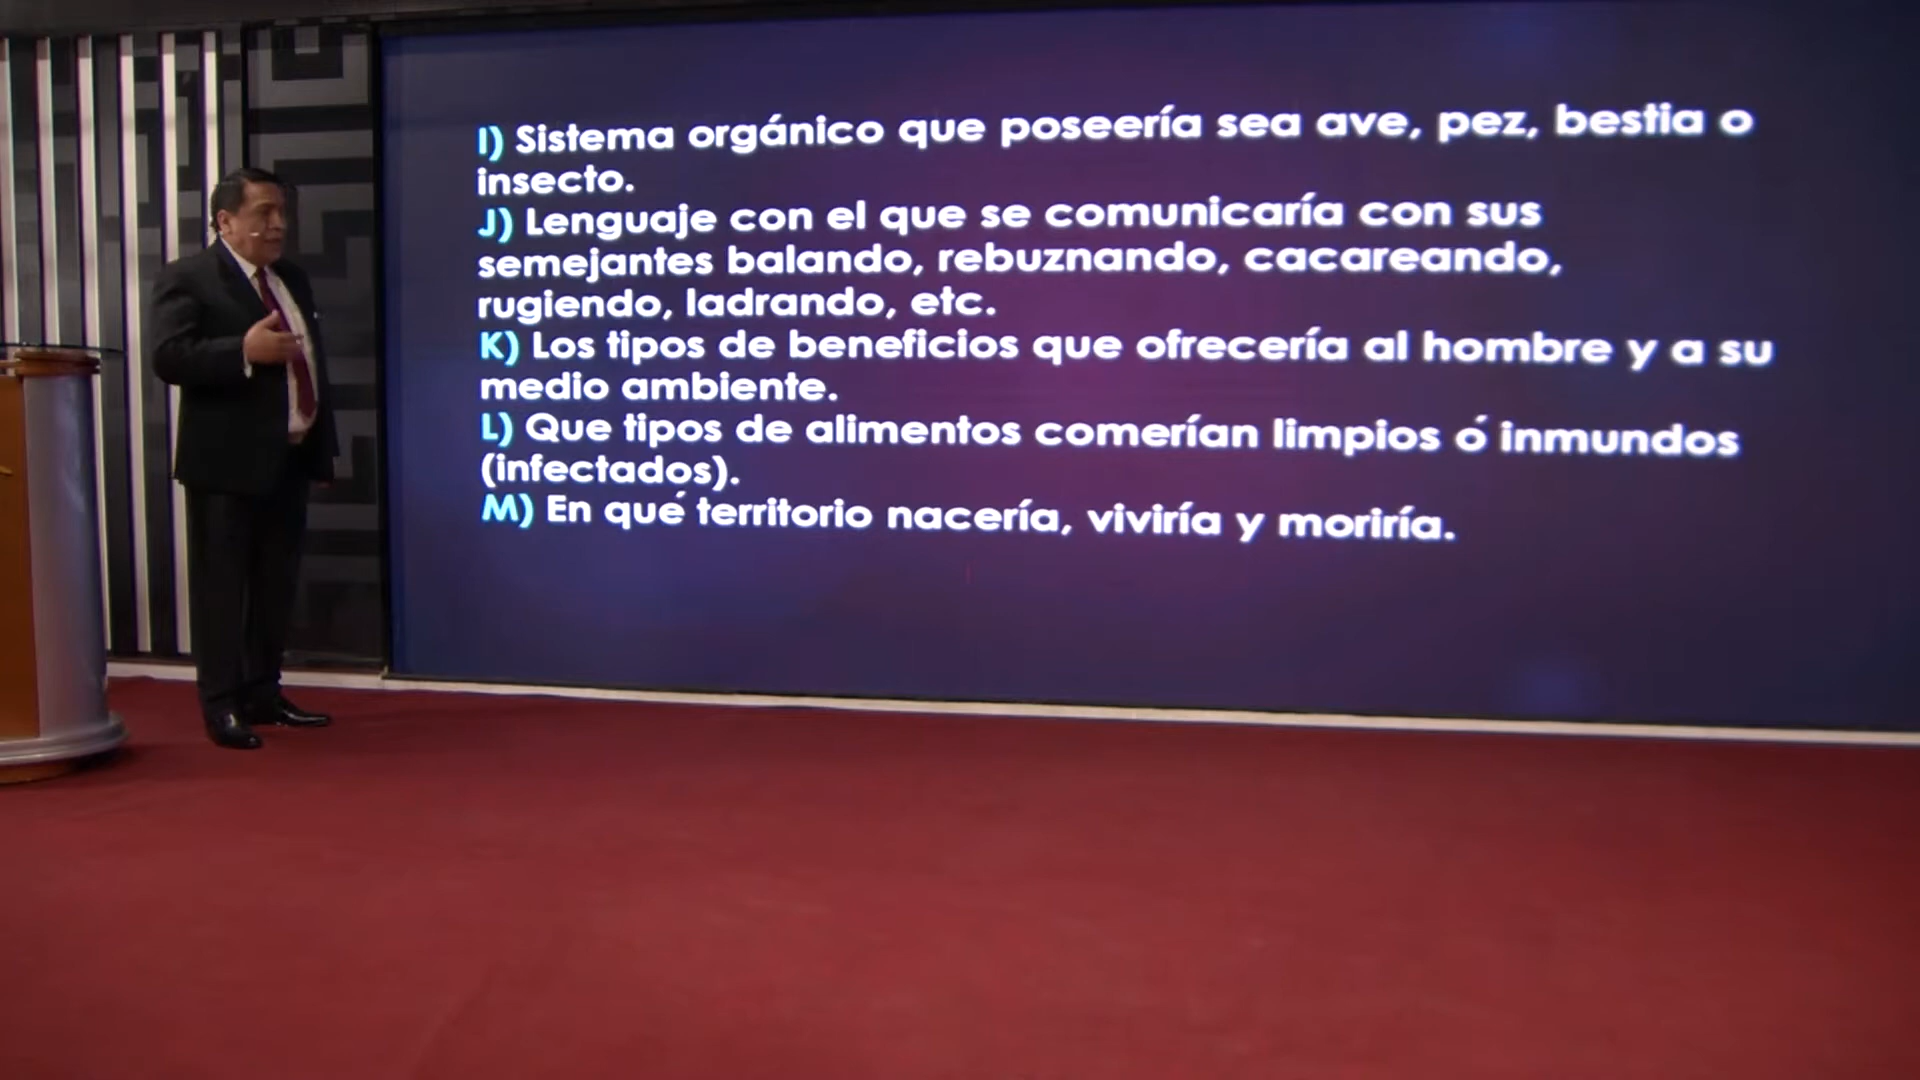 I) Sistema orgánico que poseería sea ave, pez, bestia o
insecto.
J) Lenguaje con el que se comunicaría con sus
semejantes balando, rebuznando, cacareando,
rugiendo, ladrando, etc.
K) Los tipos de beneficios que ofrecería al hombre y a su
medio ambiente.
L) Que tipos de alimentos comerían limpios ó inmundos
(infectados).
M) En qué territorio nacería, viviría y moriría.